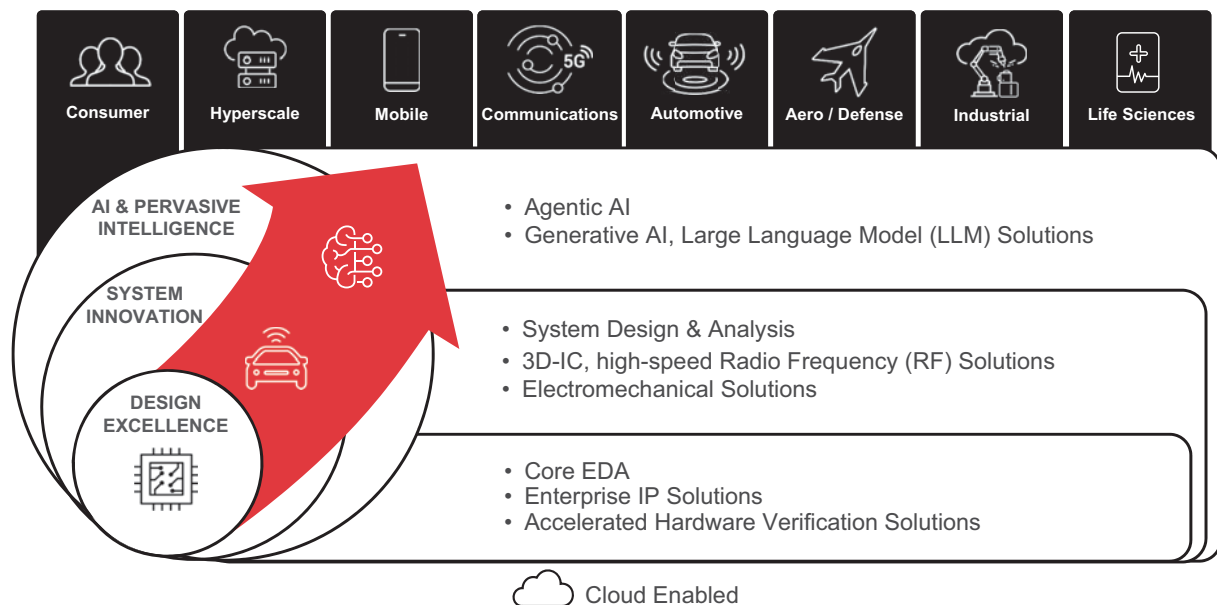 5G
Consumer
Hyperscale
Mobile
Communications
Automotive
Aero / Defense
Industrial
Life Sciences
AI & PERVASIVE
INTELLIGENCE
• Agentic AI
• Generative AI, Large Language Model (LLM) Solutions
SYSTEM
INNOVATION
• System Design & Analysis
• 3D-IC, high-speed Radio Frequency (RF) Solutions
• Electromechanical Solutions
DESIGN
EXCELLENCE
• Core EDA
• Enterprise IP Solutions
• Accelerated Hardware Verification Solutions
Cloud Enabled